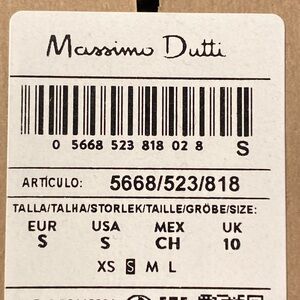 Massimo Dutti
0 5668 523 818 02 8 S
ARTÍCULO: 5668/523/818
TALLA/TALHA/STORLEK/TAILLE/GRÖBE/SIZE:
EUR USA MEX UK
S S CH 10
XS S M L